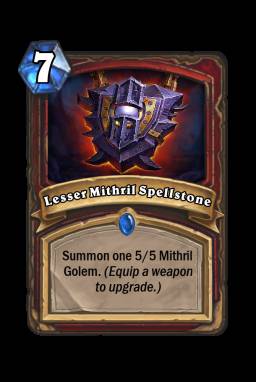 7
Lesser Mithril Spellstone
Summon one 5/5 Mithril
Golem. (Equip a weapon
to upgrade.)